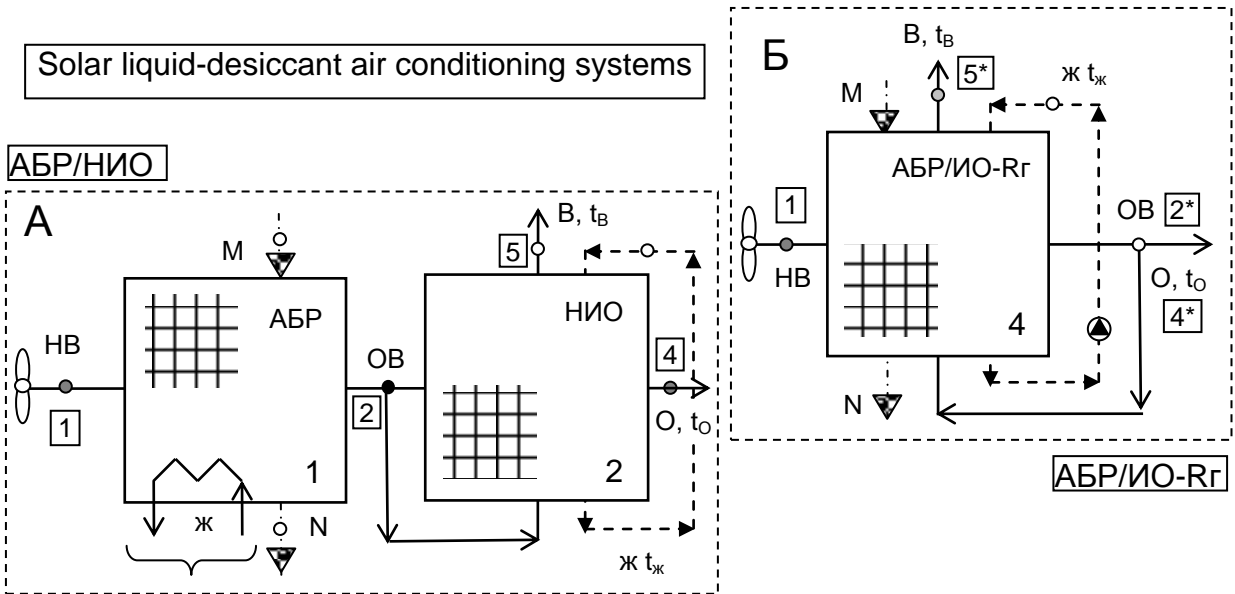 Solar liquid-desiccant air conditioning systems
АБР/НИО
А
НВ
1
М
АБР
1
ж
N
ОВ
2
5
В, tВ
НИО
2
4
О, tО
ж tж
Б
В, tВ
5*
ж tж
М
АБР/ИО-Rг
1
НВ
ОВ 2*
О, tО
4*
4
N
АБР/ИО-Rг